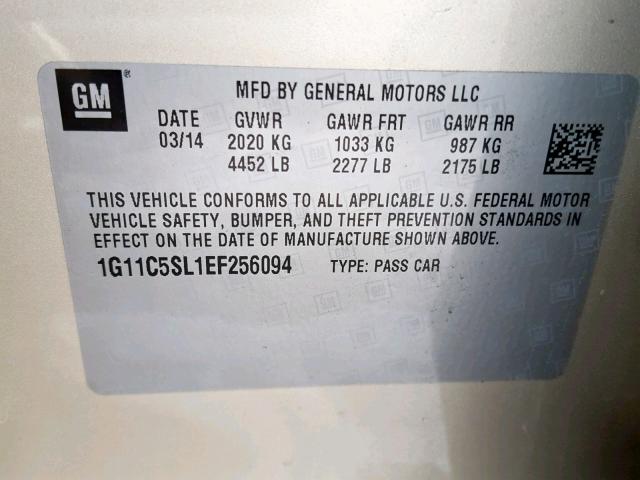 GM ®
MFD BY GENERAL MOTORS LLC
DATE GVWR GAWR FRT GAWR RR
03/14 2020 KG 1033 KG 987 KG
4452 LB 2277 LB 2175 LB
THIS VEHICLE CONFORMS TO ALL APPLICABLE U.S. FEDERAL MOTOR
VEHICLE SAFETY, BUMPER, AND THEFT PREVENTION STANDARDS IN
EFFECT ON THE DATE OF MANUFACTURE SHOWN ABOVE.
1G11C5SL1EF256094 TYPE: PASS CAR